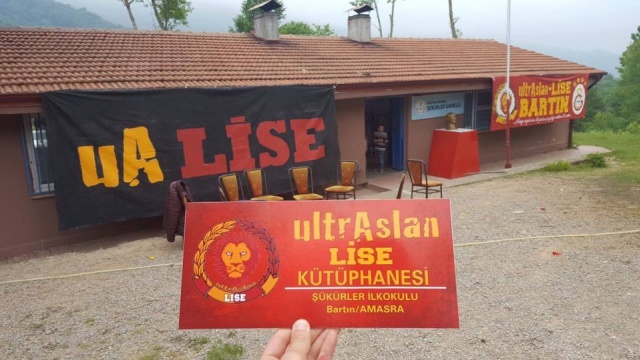 uA LİSE
ŞÜKÜRLER İLKOKULU
ultrAslan-LİSE
BARTIN
ultrAslan
LİSE
KÜTÜPHANESİ
ŞÜKÜRLER İLKOKULU
Bartın/AMASRA
ultrAslan
LİSE